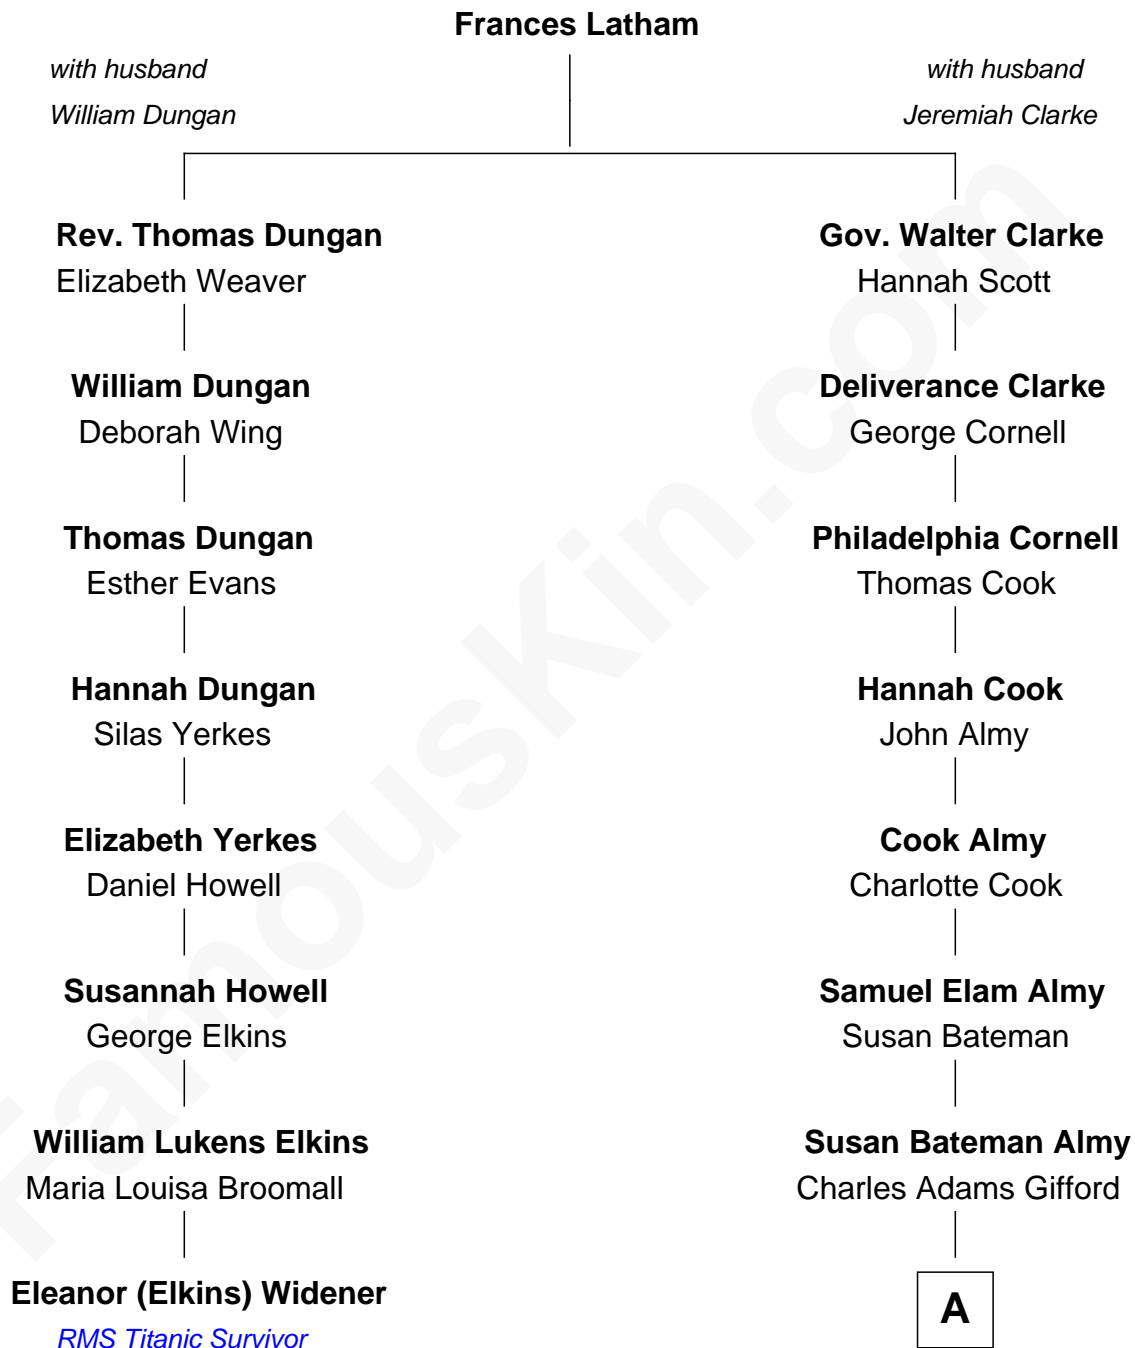 Frances Latham
with husband
William Dungan
with husband
Jeremiah Clarke
Rev. Thomas Dungan
Elizabeth Weaver
William Dungan
Deborah Wing
Thomas Dungan
Esther Evans
Hannah Dungan
Silas Yerkes
Elizabeth Yerkes
Daniel Howell
Susannah Howell
George Elkins
William Lukens Elkins
Maria Louisa Broomall
Eleanor (Elkins) Widener
RMS Titanic Survivor
Gov. Walter Clarke
Hannah Scott
Deliverance Clarke
George Cornell
Philadelphia Cornell
Thomas Cook
Hannah Cook
John Almy
Cook Almy
Charlotte Cook
Samuel Elam Almy
Susan Bateman
Susan Bateman Almy
Charles Adams Gifford
A
FamousKin.com